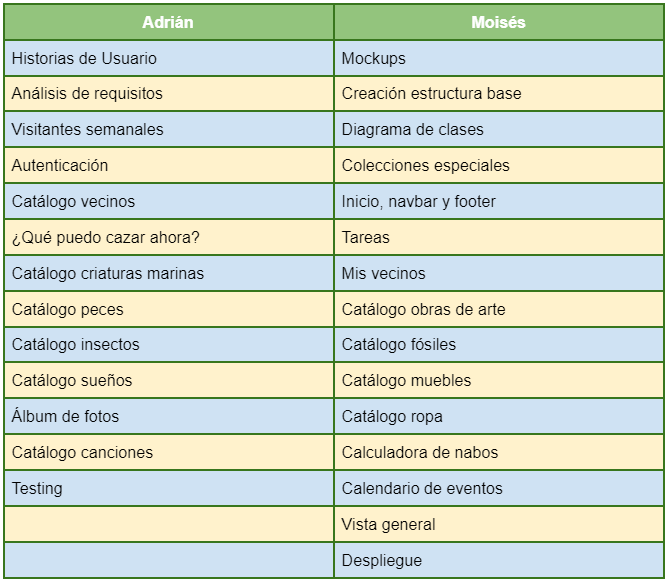 Adrián Moisés
Historias de Usuario Mockups
Análisis de requisitos Creación estructura base
Visitantes semanales Diagrama de clases
Autenticación Colecciones especiales
Catálogo vecinos Inicio, navbar y footer
¿Qué puedo cazar ahora? Tareas
Catálogo criaturas marinas Mis vecinos
Catálogo peces Catálogo obras de arte
Catálogo insectos Catálogo fósiles
Catálogo sueños Catálogo muebles
Álbum de fotos Catálogo ropa
Catálogo canciones Calculadora de nabos
Testing Calendario de eventos
Vista general
Despliegue